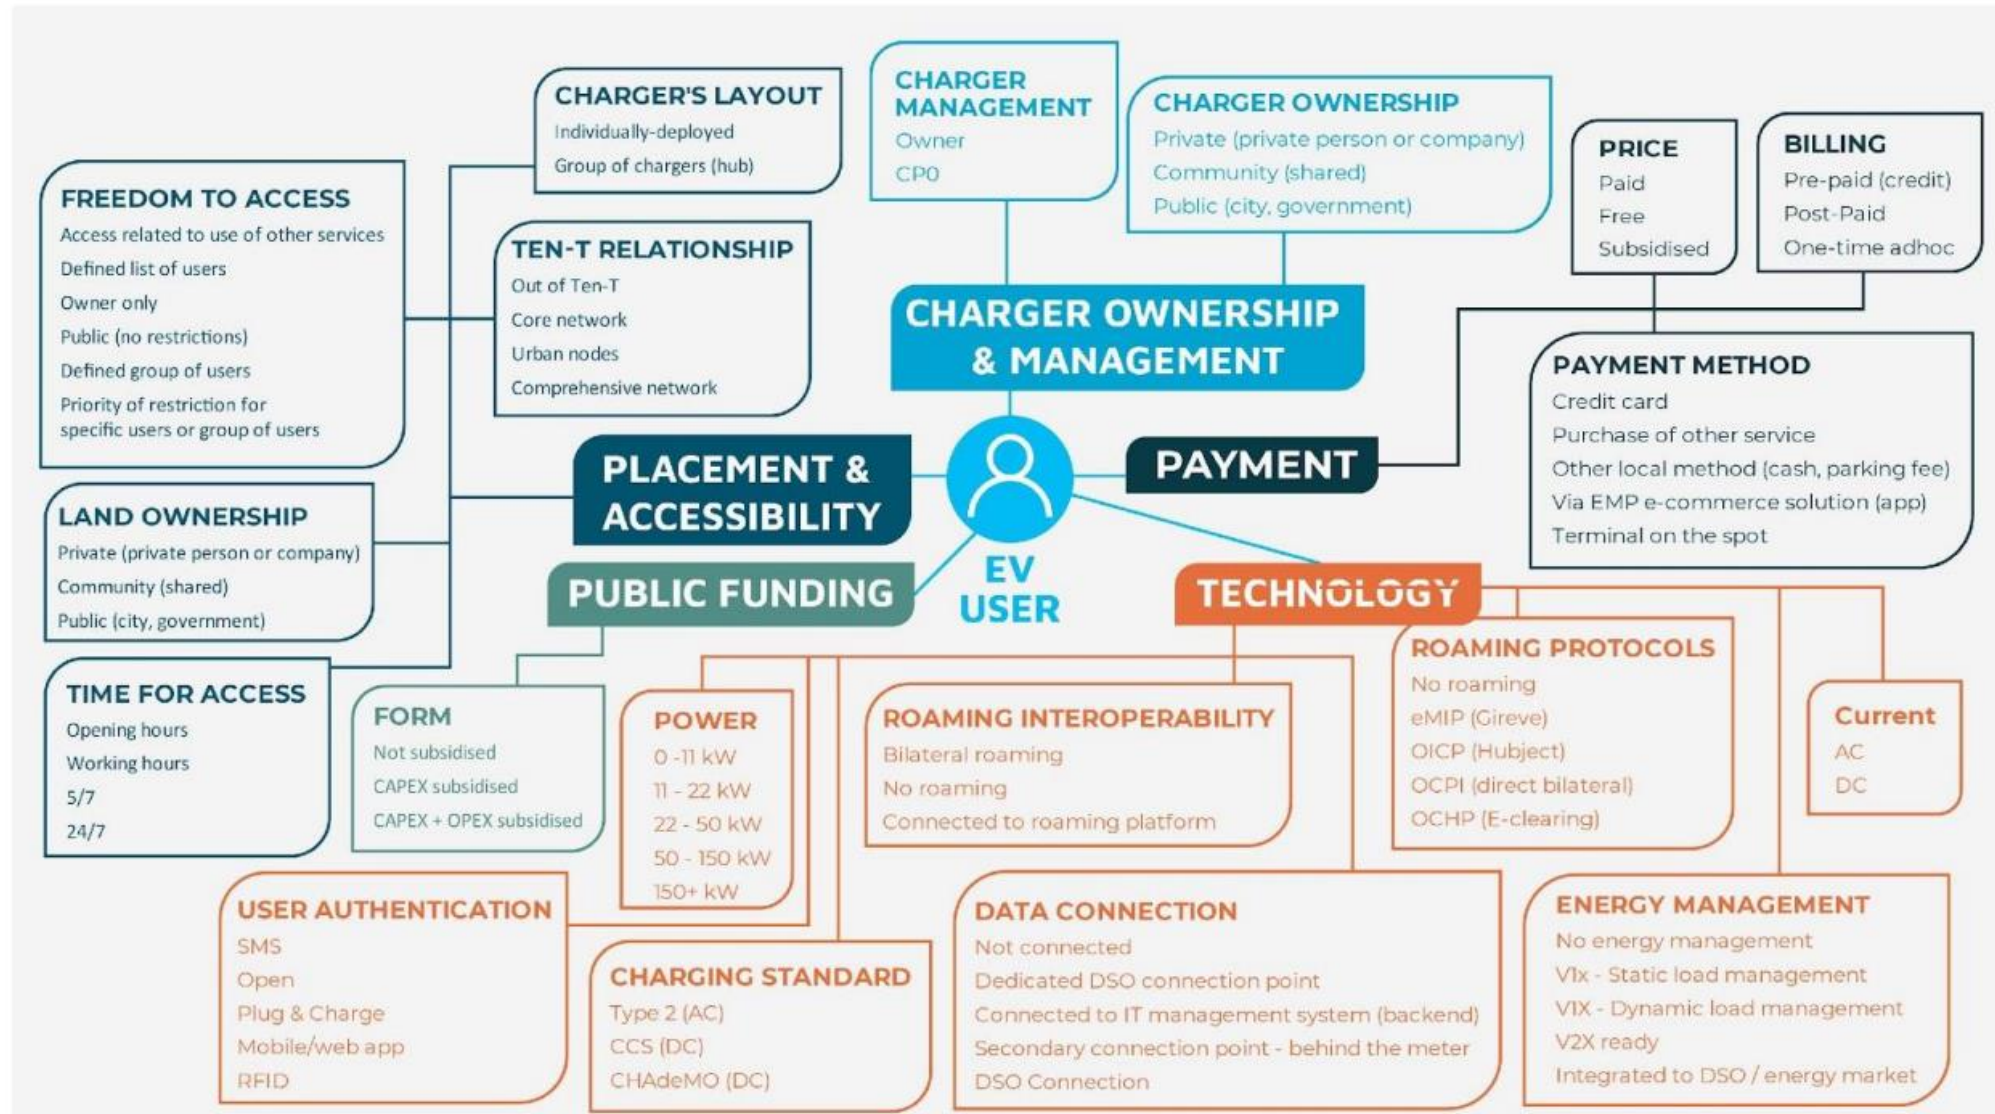 CHARGER'S LAYOUT
Individually-deployed
Group of chargers (hub)
CHARGER
MANAGEMENT
Owner
CPO
CHARGER OWNERSHIP
Private (private person or company)
Community (shared)
Public (city, government)
PRICE
Paid
Free
Subsidised
BILLING
Pre-paid (credit)
Post-Paid
One-time adhoc
FREEDOM TO ACCESS
Access related to use of other services
Defined list of users
Owner only
Public (no restrictions)
Defined group of users
Priority of restriction for
specific users or group of users
TEN-T RELATIONSHIP
Out of Ten-T
Core network
Urban nodes
Comprehensive network
CHARGER OWNERSHIP
& MANAGEMENT
PAYMENT METHOD
Credit card
Purchase of other service
Other local method (cash, parking fee)
Via EMP e-commerce solution (app)
Terminal on the spot
PLACEMENT &
ACCESSIBILITY
PAYMENT
EV
USER
LAND OWNERSHIP
Private (private person or company)
Community (shared)
Public (city, government)
PUBLIC FUNDING
TECHNOLOGY
TIME FOR ACCESS
Opening hours
Working hours
5/7
24/7
FORM
Not subsidised
CAPEX subsidised
CAPEX + OPEX subsidised
POWER
0 -11 kW
11 - 22 kW
22 - 50 kW
50 - 150 kW
150+ kW
ROAMING INTEROPERABILITY
Bilateral roaming
No roaming
Connected to roaming platform
ROAMING PROTOCOLS
No roaming
eMIP (Gireve)
OICP (Hubject)
OCPI (direct bilateral)
OCHP (E-clearing)
Current
AC
DC
USER AUTHENTICATION
SMS
Open
Plug & Charge
Mobile/web app
RFID
CHARGING STANDARD
Type 2 (AC)
CCS (DC)
CHAdeMO (DC)
DATA CONNECTION
Not connected
Dedicated DSO connection point
Connected to IT management system (backend)
Secondary connection point - behind the meter
DSO Connection
ENERGY MANAGEMENT
No energy management
V1x - Static load management
V1X - Dynamic load management
V2X ready
Integrated to DSO / energy market